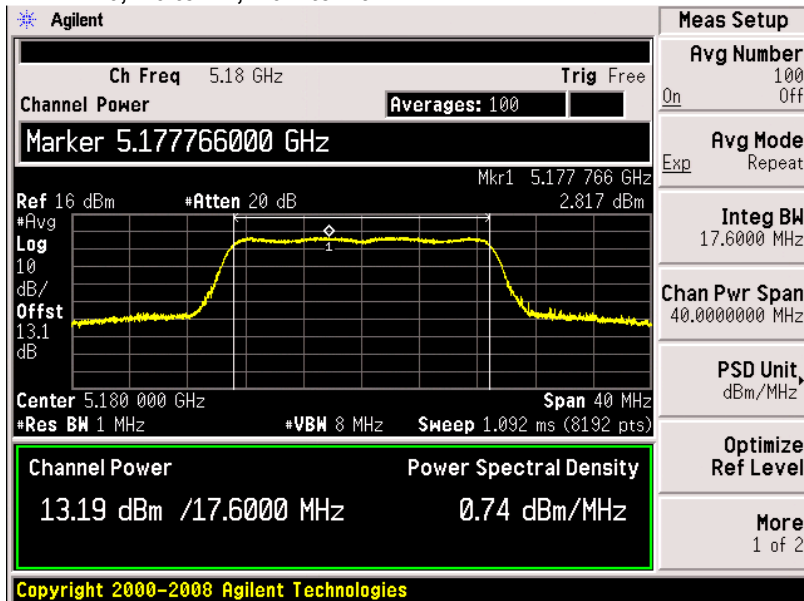 Agilent
Meas Setup
Ch Freq 5.18 GHz Trig Free
Channel Power Averages: 100
Marker 5.177766000 GHz
Mkr1 5.177 766 GHz
Ref 16 dBm #Atten 20 dB 2.817 dBm
#Avg
Log
10
dB/
Offst
13.1
dB
1
Center 5.180 000 GHz Span 40 MHz
#Res BW 1 MHz #VBW 8 MHz Sweep 1.092 ms (8192 pts)
Channel Power Power Spectral Density
13.19 dBm /17.6000 MHz 0.74 dBm/MHz
Avg Number
100
On Off
Avg Mode
Exp Repeat
Integ BW
17.6000 MHz
Chan Pwr Span
40.0000000 MHz
PSD Unit
dBm/MHz
Optimize
Ref Level
More
1 of 2
Copyright 2000-2008 Agilent Technologies